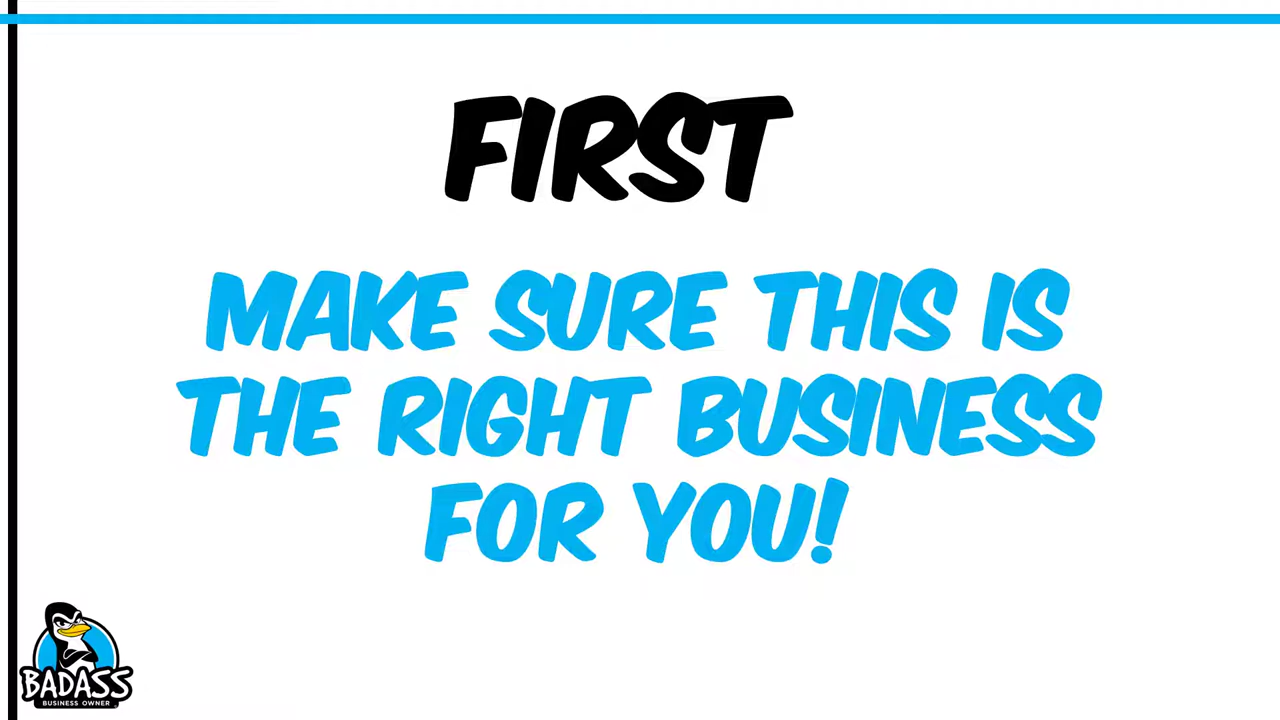 FIRST
MAKE SURE THIS IS
THE RIGHT BUSINESS
FOR YOU!
BADASS
BUSINESS OWNER